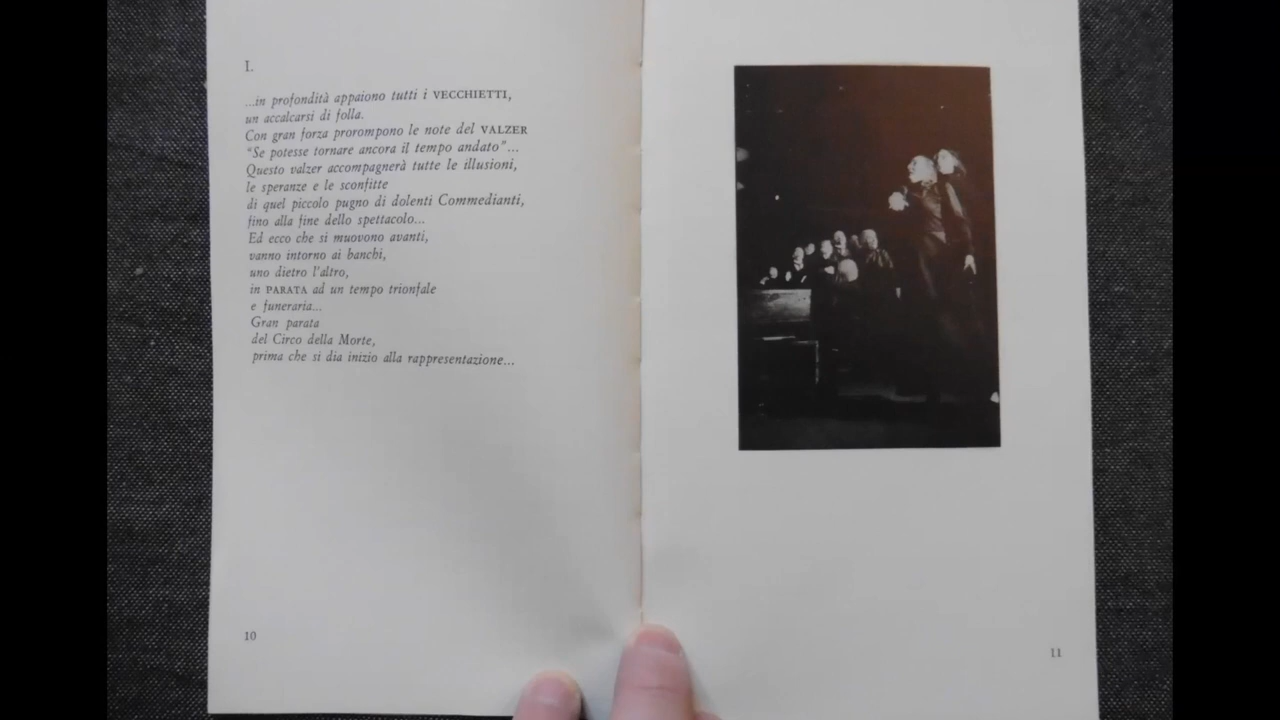 I.
...in profondità appaiono tutti i VECCHIETTI,
un accalcarsi di folla.
Con gran forza prorompono le note del VALZER
"Se potesse tornare ancora il tempo andato"...
Questo valzer accompagnerà tutte le illusioni,
le speranze e le sconfitte
di quel piccolo pugno di dolenti Commedianti,
fino alla fine dello spettacolo...
Ed ecco che si muovono avanti,
vanno intorno ai banchi,
uno dietro l'altro,
in PARATA ad un tempo trionfale
e funeraria...
Gran parata
del Circo della Morte,
prima che si dia inizio alla rappresentazione...
10
11